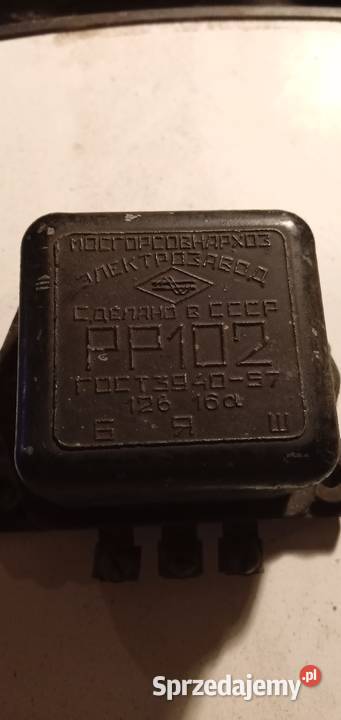 МОСГОРСОВНАРХОЗ
ЭЛЕКТРОЗАВОД
СДЕЛАНО В СССР
РР102
ГОСТ3940-57
12в 16а
Б Я Ш
Sprzedajemy.pl